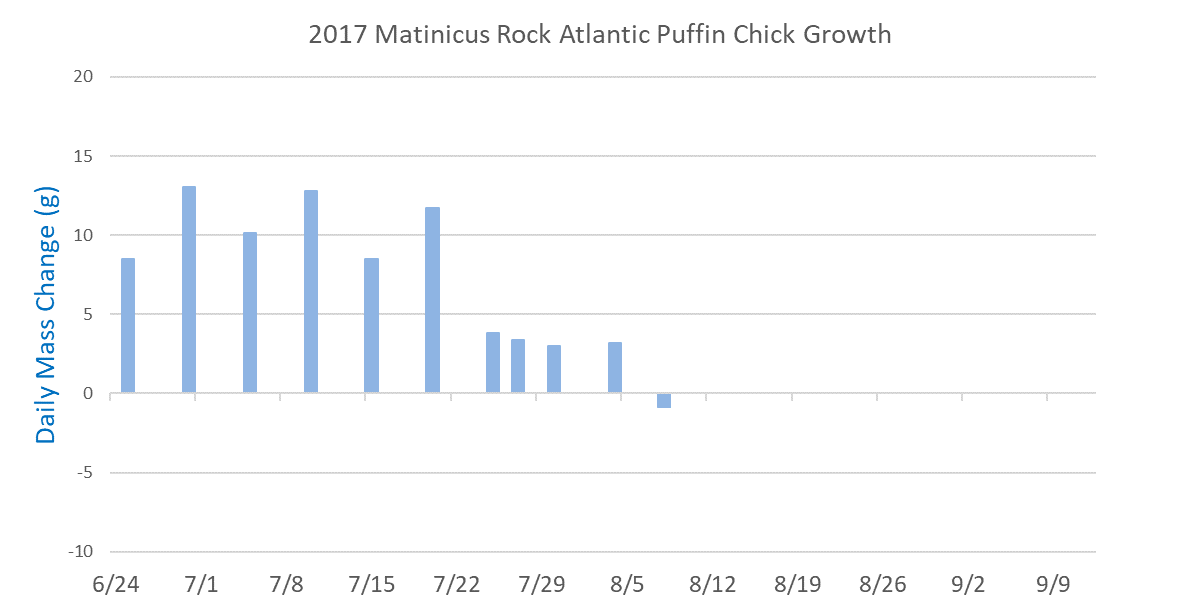 2017 Matinicus Rock Atlantic Puffin Chick Growth
20
15
10
5
0
-5
-10
Daily Mass Change (g)
6/24 7/1 7/8 7/15 7/22 7/29 8/5 8/12 8/19 8/26 9/2 9/9